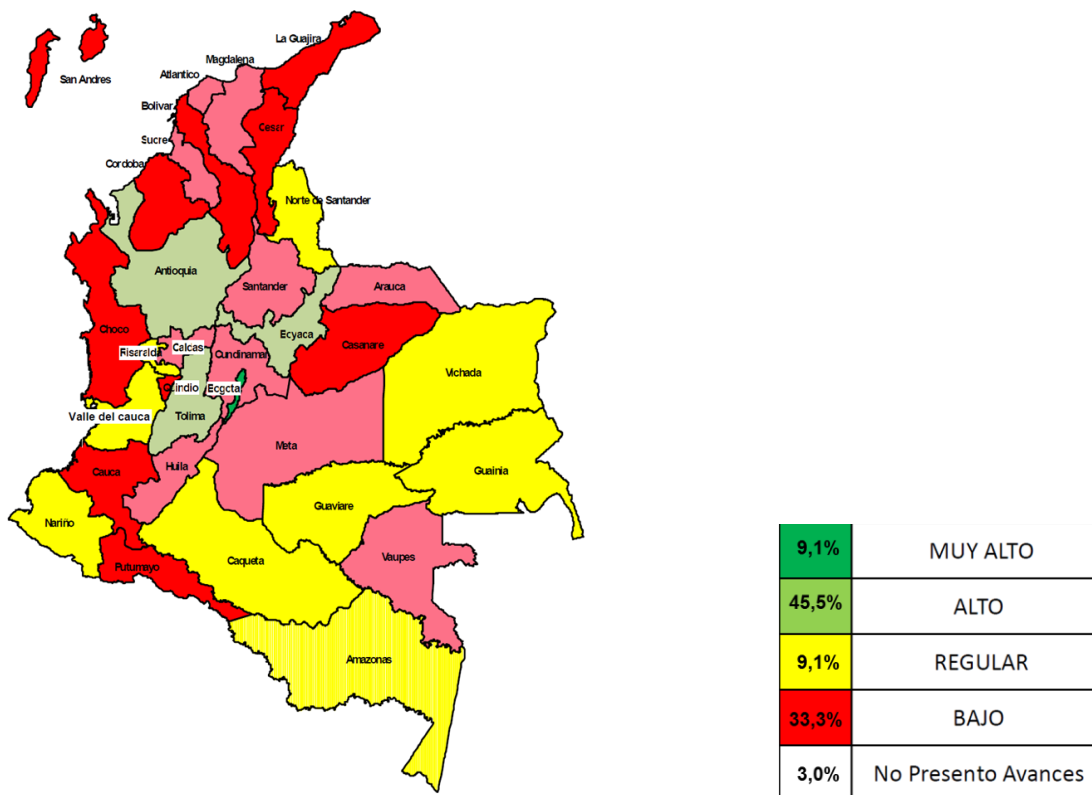 La Guajira
Magdalena
Atlantico
San Andres
Bolivar
Cesar
Sucre
Cordoba
Norte de Santander
Antioquia
Santander
Arauca
Choco
Ecyaca
Casanare
Risaralda
Calcas
Cundinamar
Vichada
Quindio
Ecgcta
Valle del cauca
Tolima
Meta
Cauca
Huila
Guainia
Guaviare
Nariño
Vaupes
Caqueta
Putumayo
Amazonas
9,1% MUY ALTO
45,5% ALTO
9,1% REGULAR
33,3% BAJO
3,0% No Presento Avances